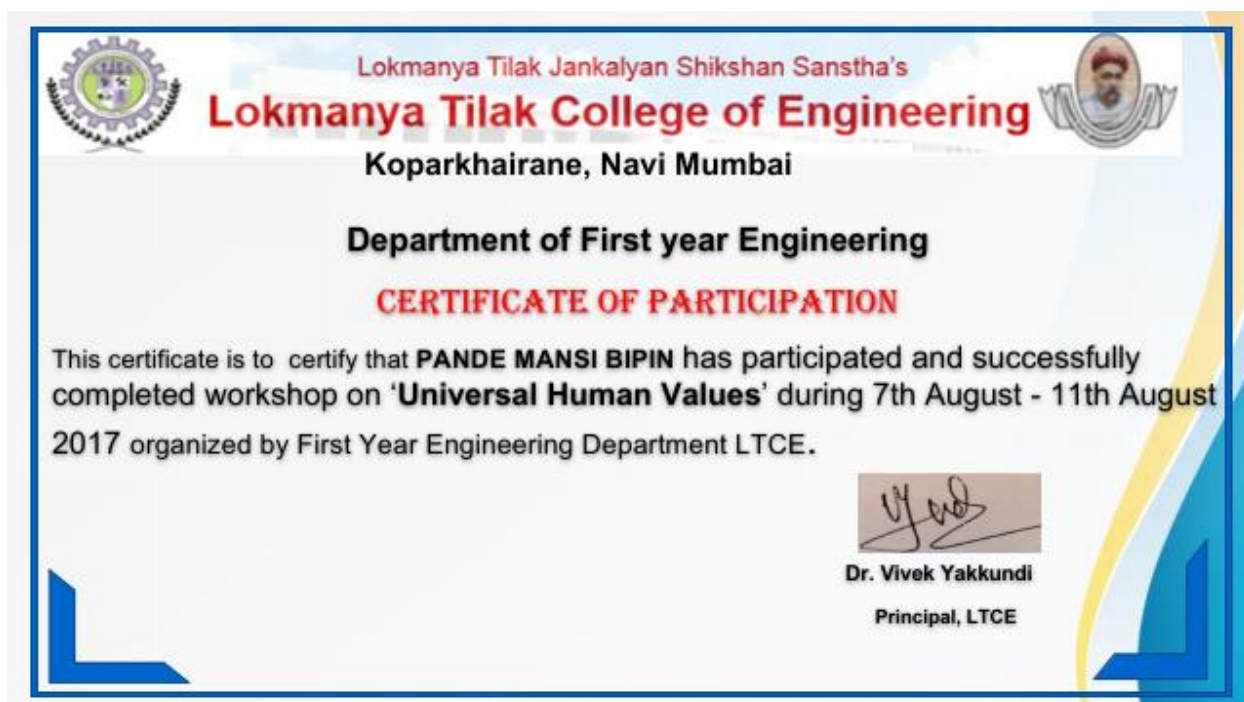 Lokmanya Tilak Jankalyan Shikshan Sanstha's
Lokmanya Tilak College of Engineering
Koparkhairane, Navi Mumbai
Department of First year Engineering
CERTIFICATE OF PARTICIPATION
This certificate is to certify that PANDE MANSI BIPIN has participated and successfully
completed workshop on ‘Universal Human Values’ during 7th August - 11th August
2017 organized by First Year Engineering Department LTCE.
Dr. Vivek Yakkundi
Principal, LTCE